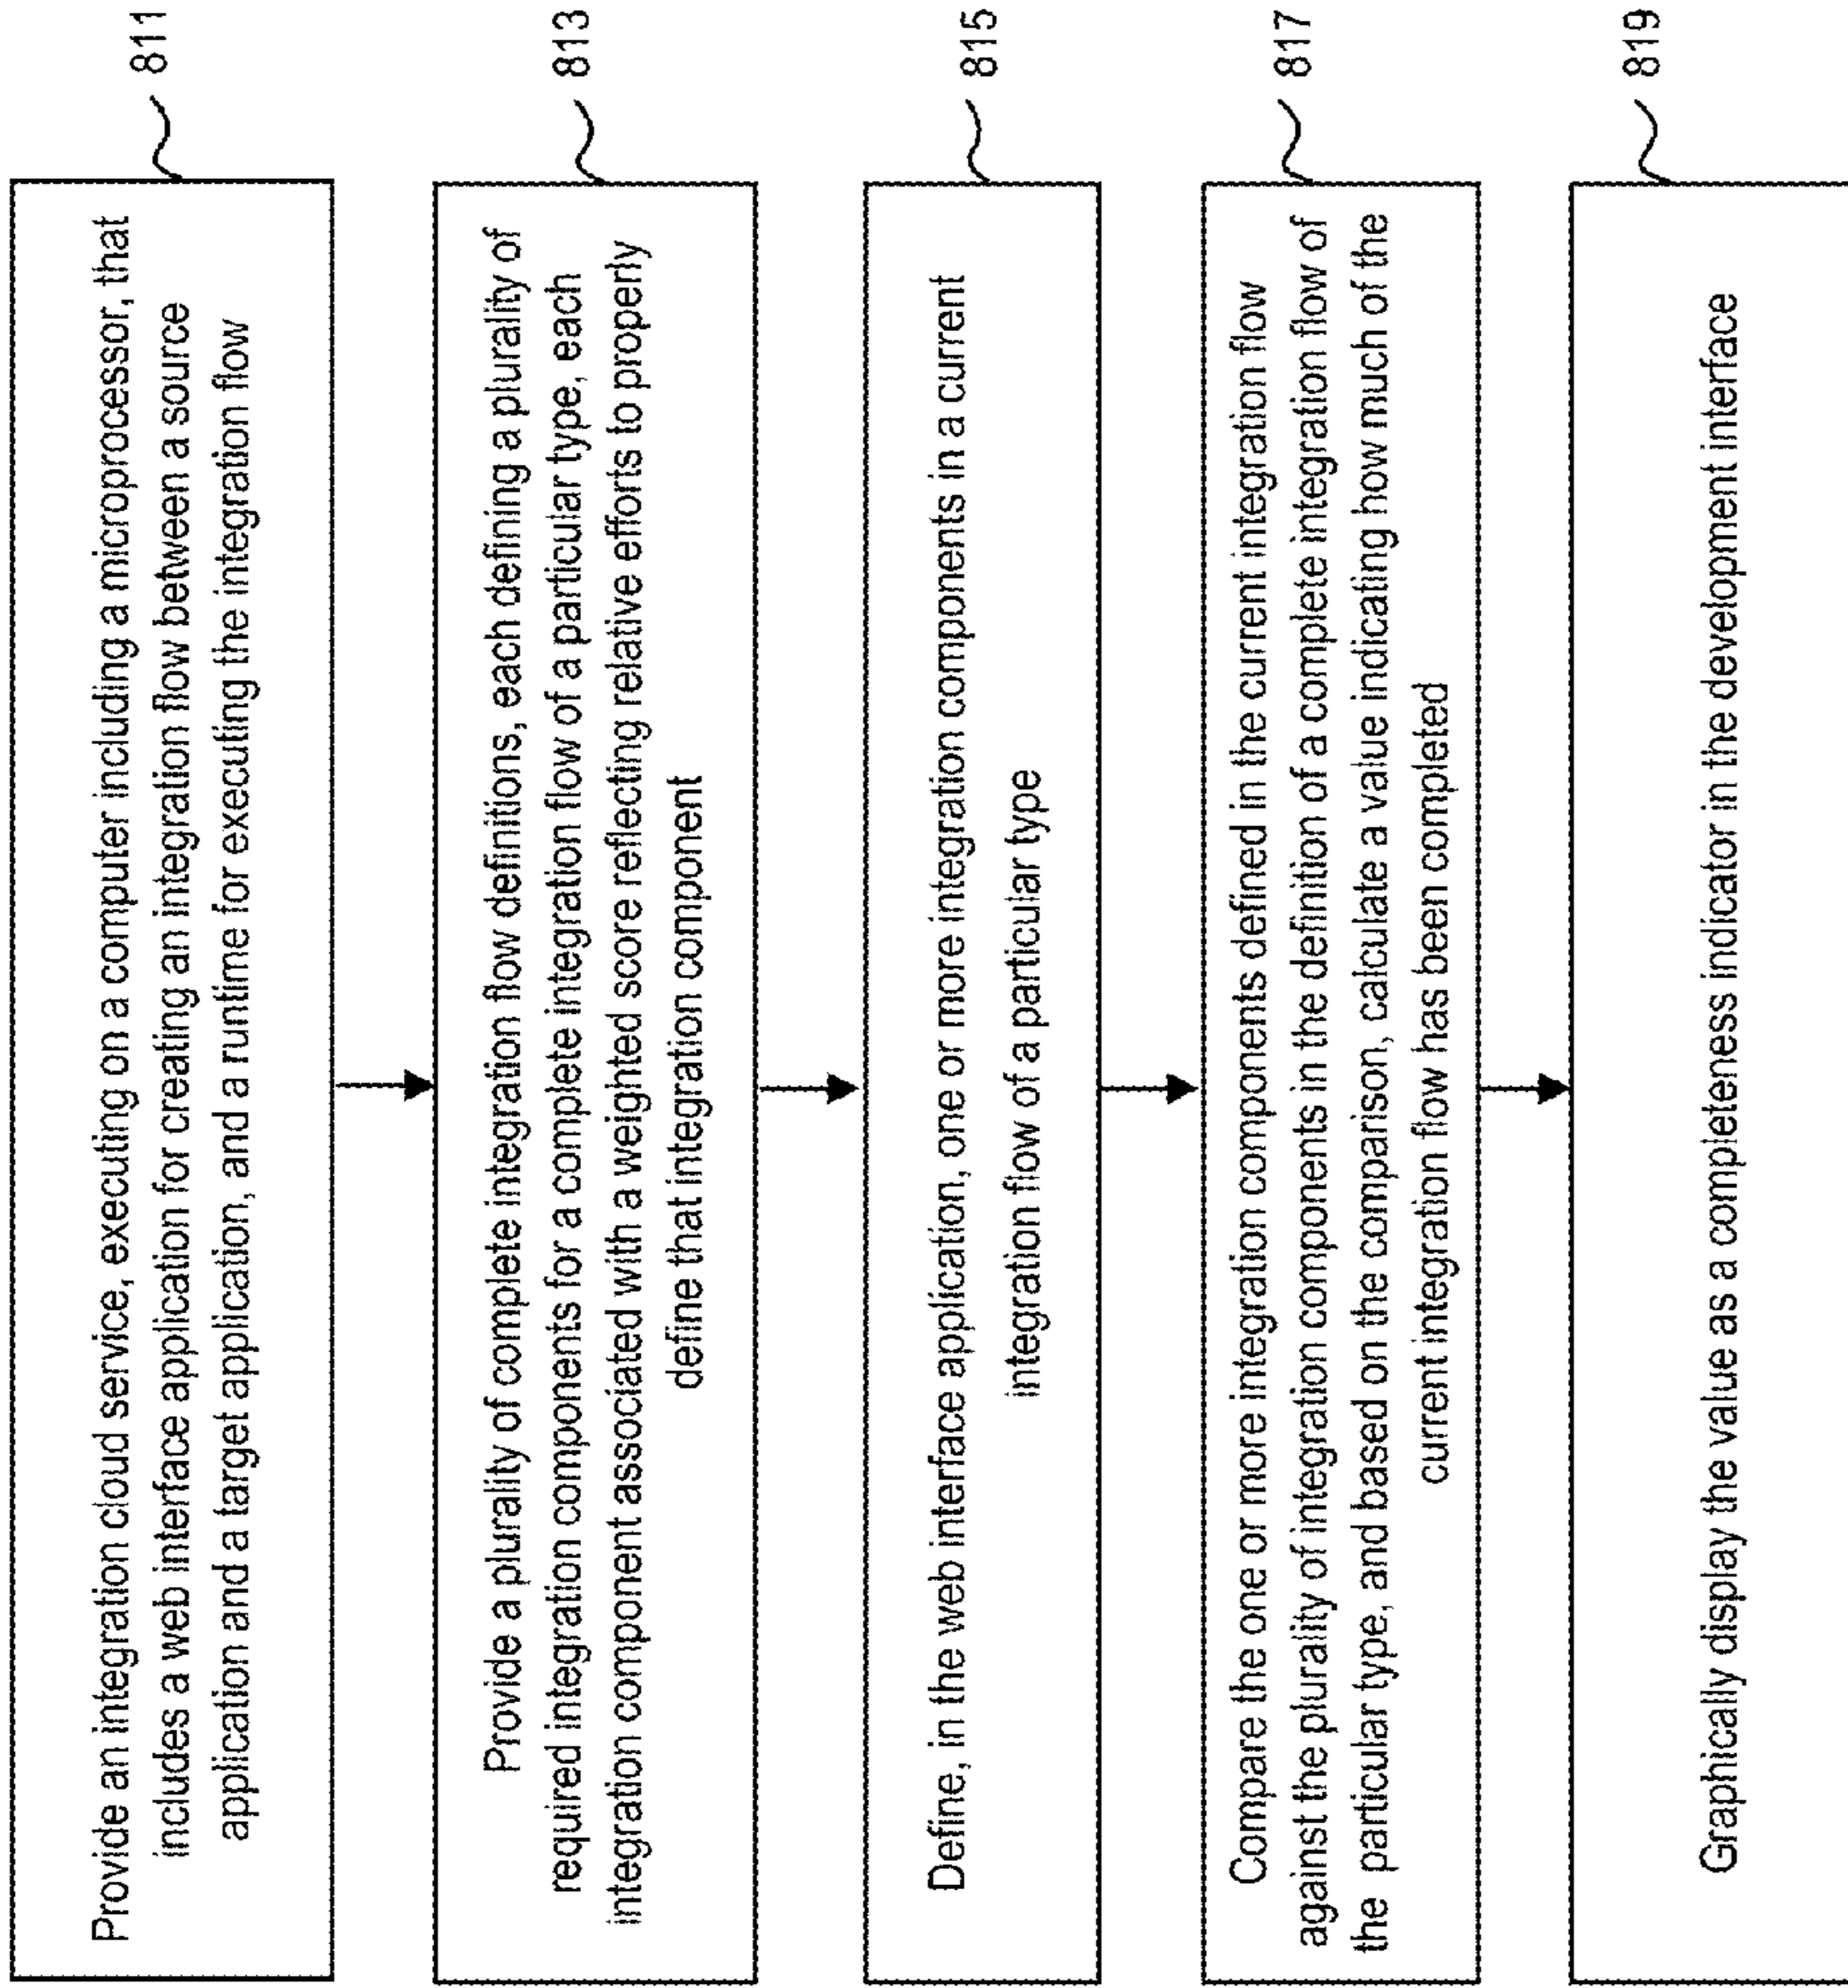 Provide an integration cloud service, executing on a computer including a microprocessor, that
includes a web interface application for creating an integration flow between a source
application and a target application, and a runtime for executing the integration flow
811
Provide a plurality of complete integration flow definitions, each defining a plurality of
required integration components for a complete integration flow of a particular type, each
integration component associated with a weighted score reflecting relative efforts to properly
define that integration component
813
Define, in the web interface application, one or more integration components in a current
integration flow of a particular type
815
Compare the one or more integration components defined in the current integration flow
against the plurality of integration components in the definition of a complete integration flow of
the particular type, and based on the comparison, calculate a value indicating how much of the
current integration flow has been completed
817
Graphically display the value as a completeness indicator in the development interface
819